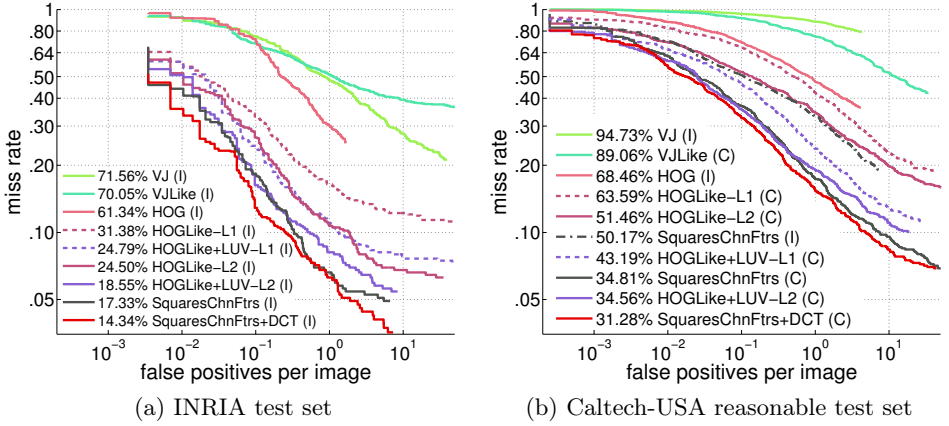 1
.80
.64
.50
.40
.30
.20
.10
.05
miss rate
71.56% VJ (I)
70.05% VJLike (I)
61.34% HOG (I)
31.38% HOGLike−L1 (I)
24.79% HOGLike+LUV−L1 (I)
24.50% HOGLike−L2 (I)
18.55% HOGLike+LUV−L2 (I)
17.33% SquaresChnFtrs (I)
14.34% SquaresChnFtrs+DCT (I)
10−3 10−2 10−1 100 101
false positives per image
(a) INRIA test set
1
.80
.64
.50
.40
.30
.20
.10
.05
miss rate
94.73% VJ (I)
89.06% VJLike (C)
68.46% HOG (I)
63.59% HOGLike−L1 (C)
51.46% HOGLike−L2 (C)
50.17% SquaresChnFtrs (I)
43.19% HOGLike+LUV−L1 (C)
34.81% SquaresChnFtrs (C)
34.56% HOGLike+LUV−L2 (C)
31.28% SquaresChnFtrs+DCT (C)
10−3 10−2 10−1 100 101
false positives per image
(b) Caltech-USA reasonable test set